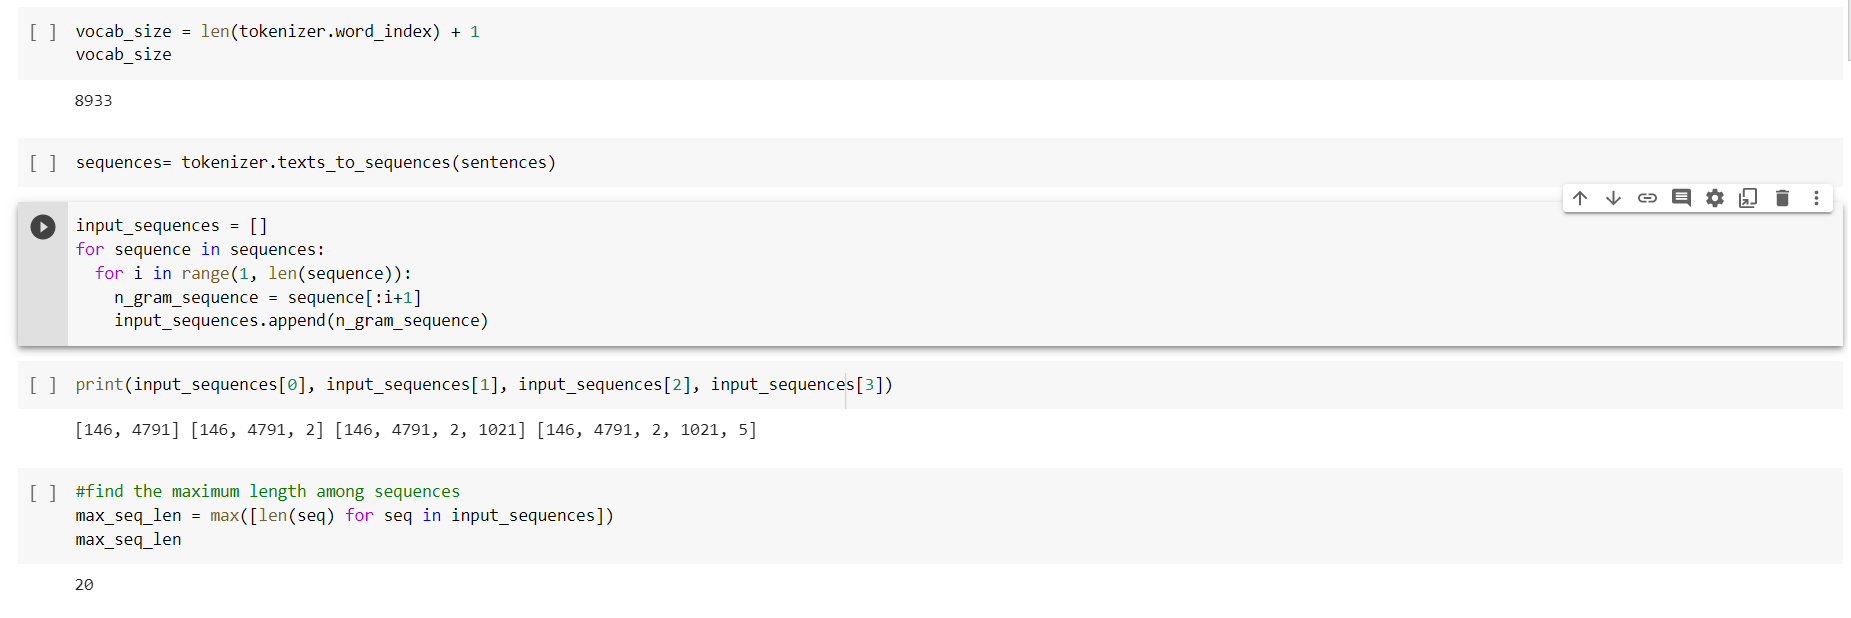 [ ] vocab_size = len(tokenizer.word_index) + 1
vocab_size
8933
[ ] sequences= tokenizer.texts_to_sequences(sentences)
input_sequences = []
for sequence in sequences:
  for i in range(1, len(sequence)):
    n_gram_sequence = sequence[:i+1]
    input_sequences.append(n_gram_sequence)
[ ] print(input_sequences[0], input_sequences[1], input_sequences[2], input_sequences[3])
[146, 4791] [146, 4791, 2] [146, 4791, 2, 1021] [146, 4791, 2, 1021, 5]
[ ] #find the maximum length among sequences
max_seq_len = max([len(seq) for seq in input_sequences])
max_seq_len
20